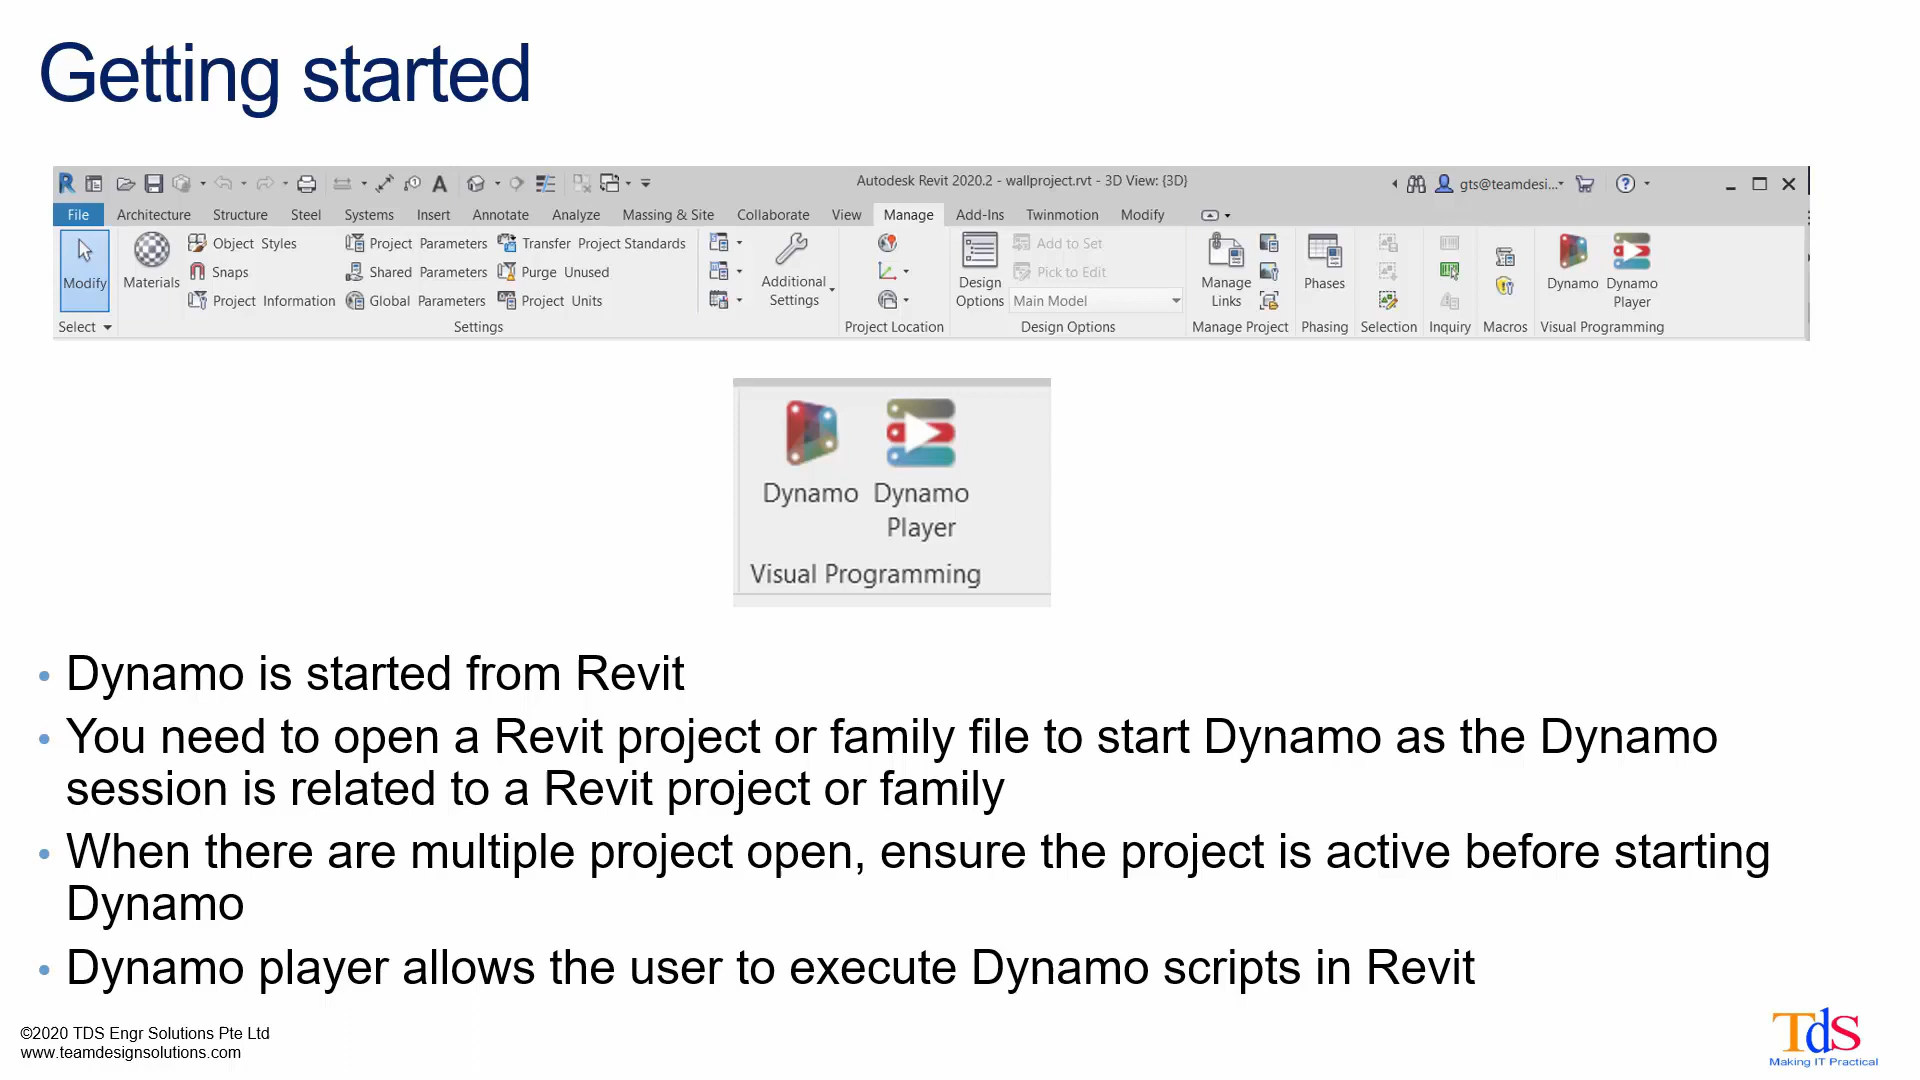 Getting started
Autodesk Revit 2020.2 - wallproject.rvt - 3D View: {3D}
gts@teamdesi...
File Architecture Structure Steel Systems Insert Annotate Analyze Massing & Site Collaborate View Manage Add-Ins Twinmotion Modify
Modify
Select
Materials
Object Styles
Snaps
Project Information
Project Parameters
Shared Parameters
Global Parameters
Transfer Project Standards
Purge Unused
Project Units
Settings
Additional
Settings
Project Location
Design
Options
Add to Set
Pick to Edit
Main Model
Design Options
Manage
Links
Manage Project
Phases
Phasing
Selection
Inquiry
Macros
Dynamo
Dynamo
Player
Visual Programming
Dynamo
Dynamo
Player
Visual Programming
• Dynamo is started from Revit
• You need to open a Revit project or family file to start Dynamo as the Dynamo
session is related to a Revit project or family
• When there are multiple project open, ensure the project is active before starting
Dynamo
• Dynamo player allows the user to execute Dynamo scripts in Revit
©2020 TDS Engr Solutions Pte Ltd
www.teamdesignsolutions.com
TdS
Making IT Practical